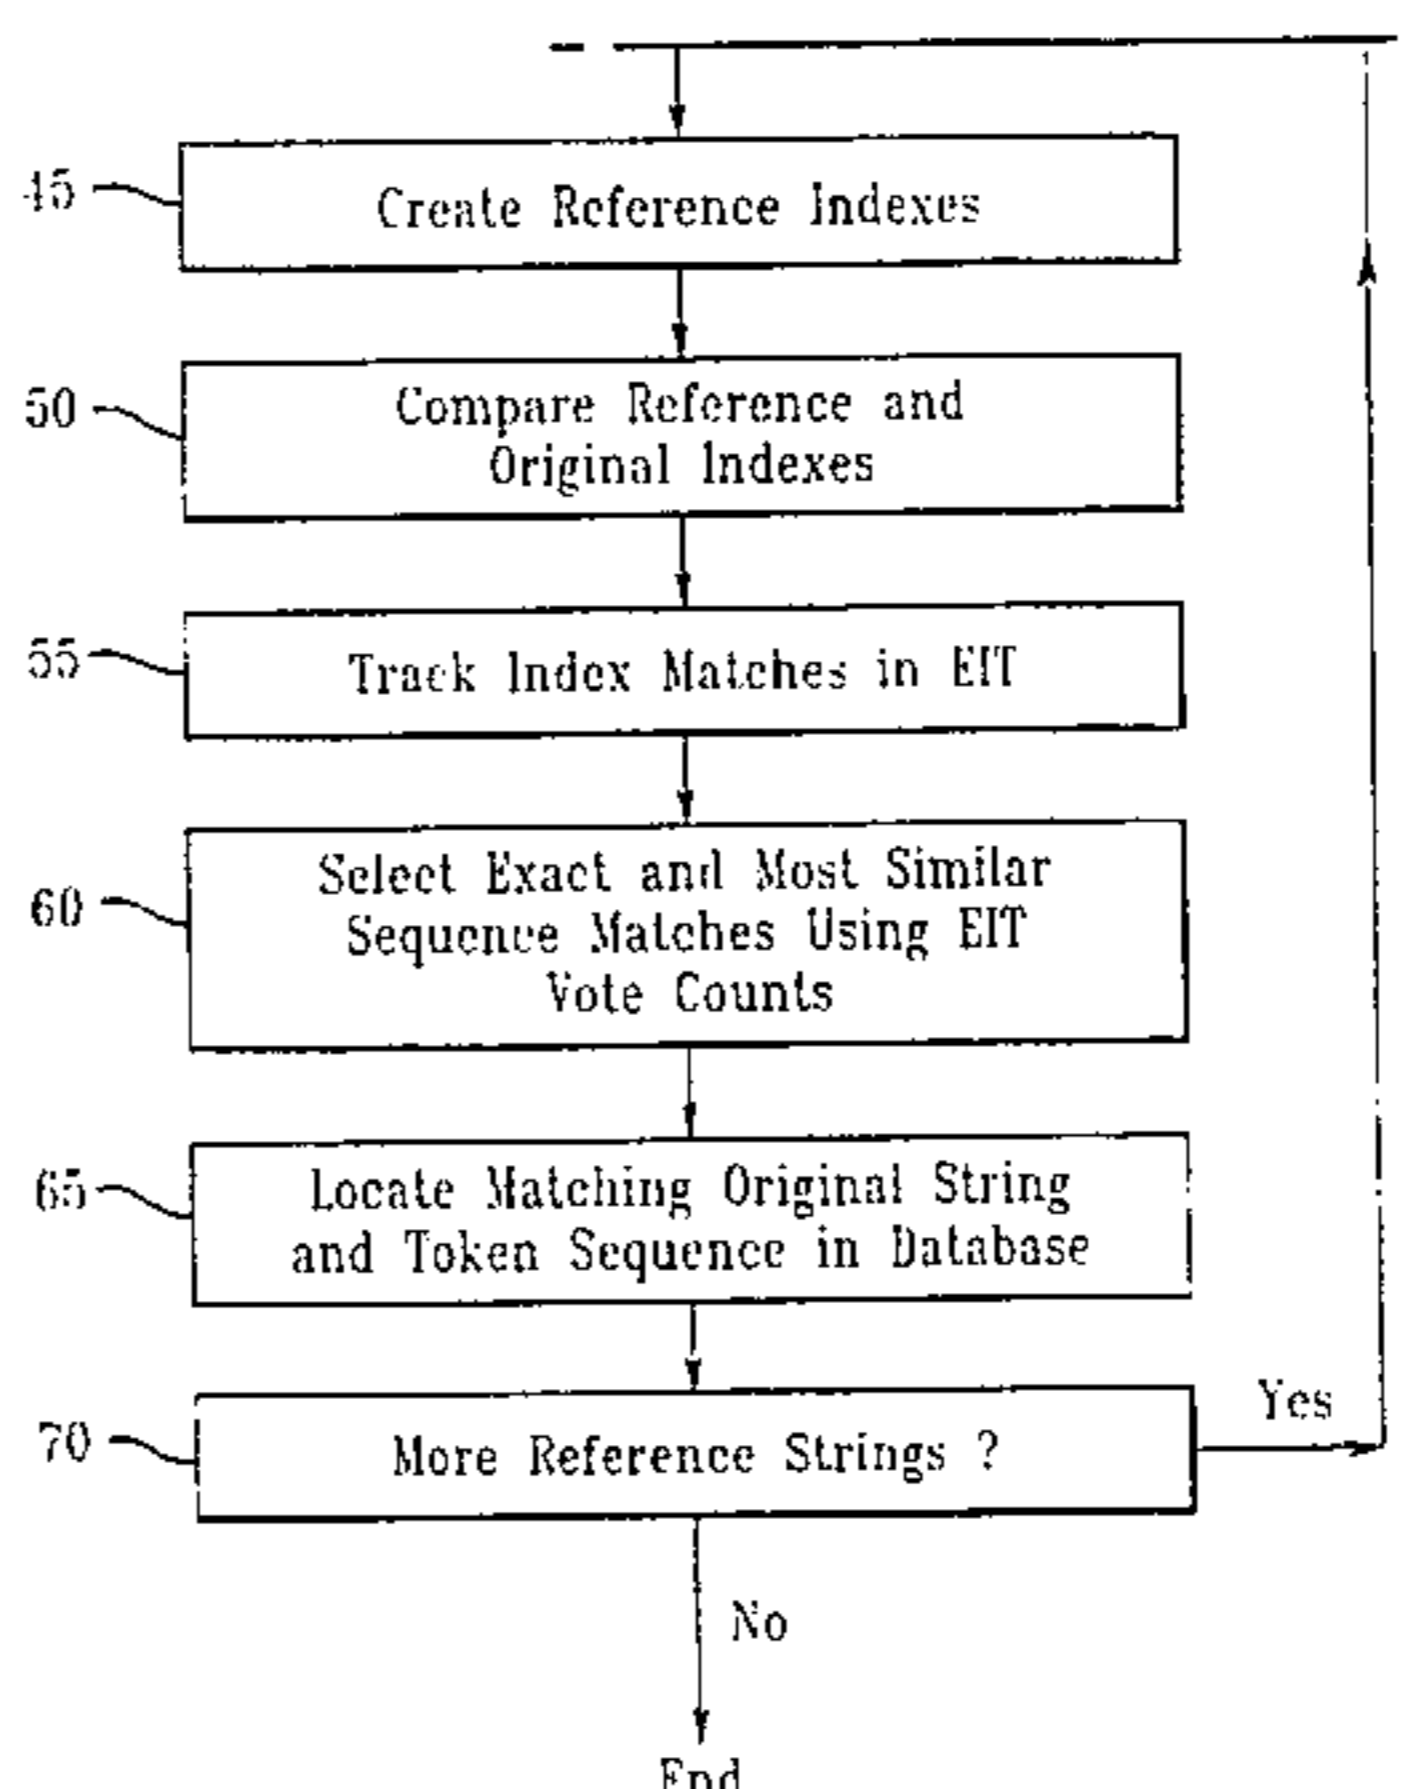 45
Create Reference Indexes
50
Compare Reference and
Original Indexes
55
Track Index Matches in EIT
60
Select Exact and Most Similar
Sequence Matches Using EIT
Vote Counts
65
Locate Matching Original String
and Token Sequence in Database
70
More Reference Strings ?
Yes
No
End